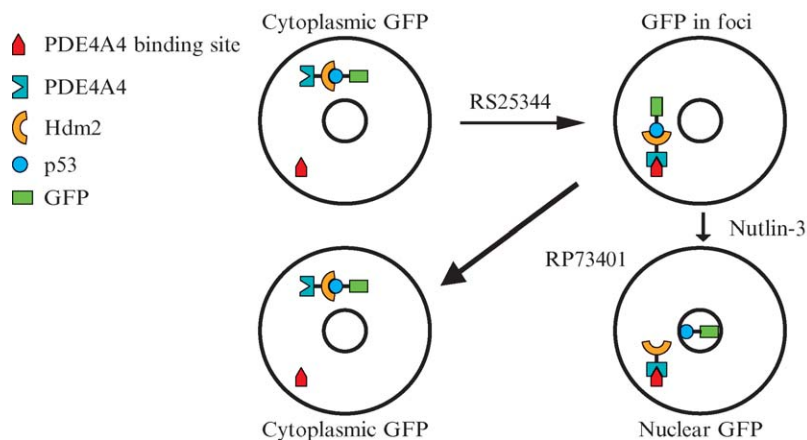 Cytoplasmic GFP
GFP in foci
PDE4A4 binding site
PDE4A4
Hdm2
p53
GFP
RS25344
Nutlin-3
RP73401
Cytoplasmic GFP
Nuclear GFP